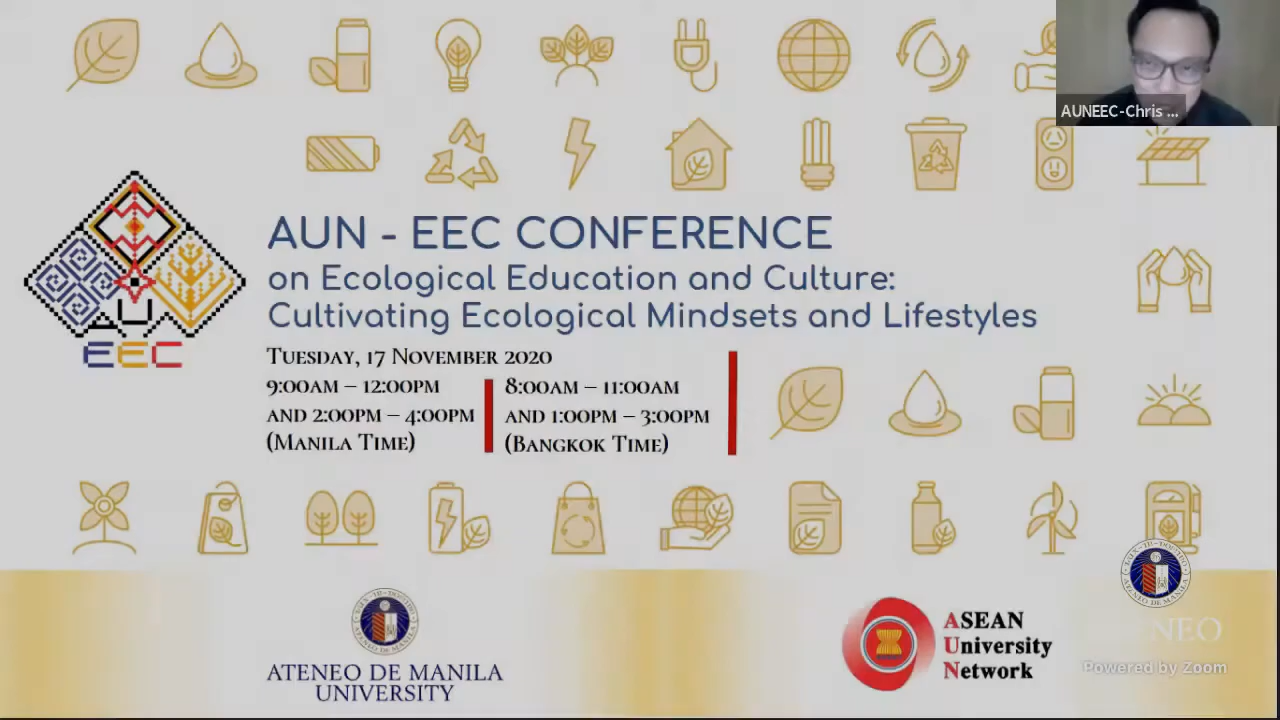 AUNEEC-Chris ...
AUN - EEC CONFERENCE
on Ecological Education and Culture:
Cultivating Ecological Mindsets and Lifestyles
AU
EEC
Tuesday, 17 November 2020
9:00am – 12:00pm
and 2:00pm – 4:00pm
(Manila Time)
8:00am – 11:00am
and 1:00pm – 3:00pm
(Bangkok Time)
ATENEO DE MANILA
UNIVERSITY
ASEAN
University
Network
Powered by Zoom